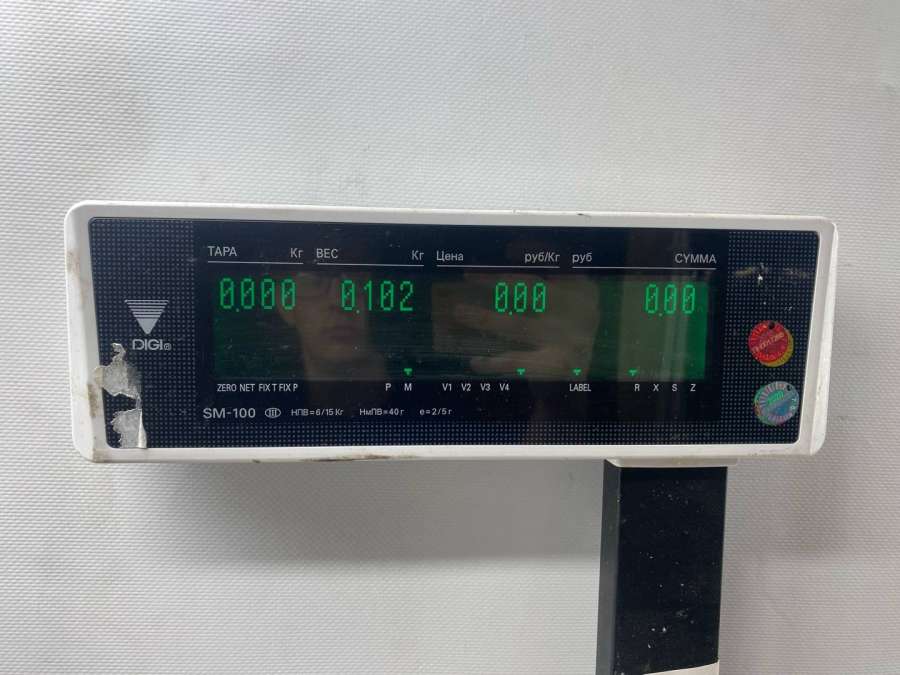 ТАРА Кг ВЕС Кг Цена руб/Кг руб СУММА
0.000 0.102 0.00 0.00
DIGI®
ZERO NET FIX T FIX P P M V1 V2 V3 V4 LABEL R X S Z
SM-100 III НПВ=6/15 Кг НмПВ=40 г е=2/5 г